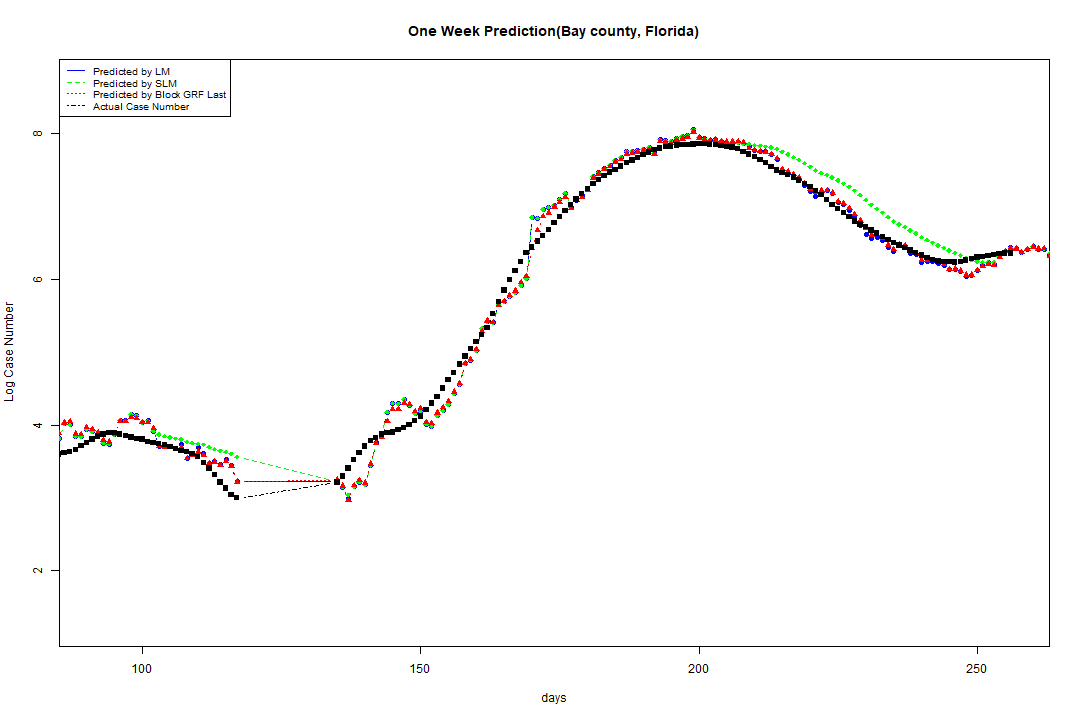 One Week Prediction(Bay county, Florida)
Predicted by LM
Predicted by SLM
Predicted by Block GRF Last
Actual Case Number
8
6
4
2
Log Case Number
100
150
200
250
days